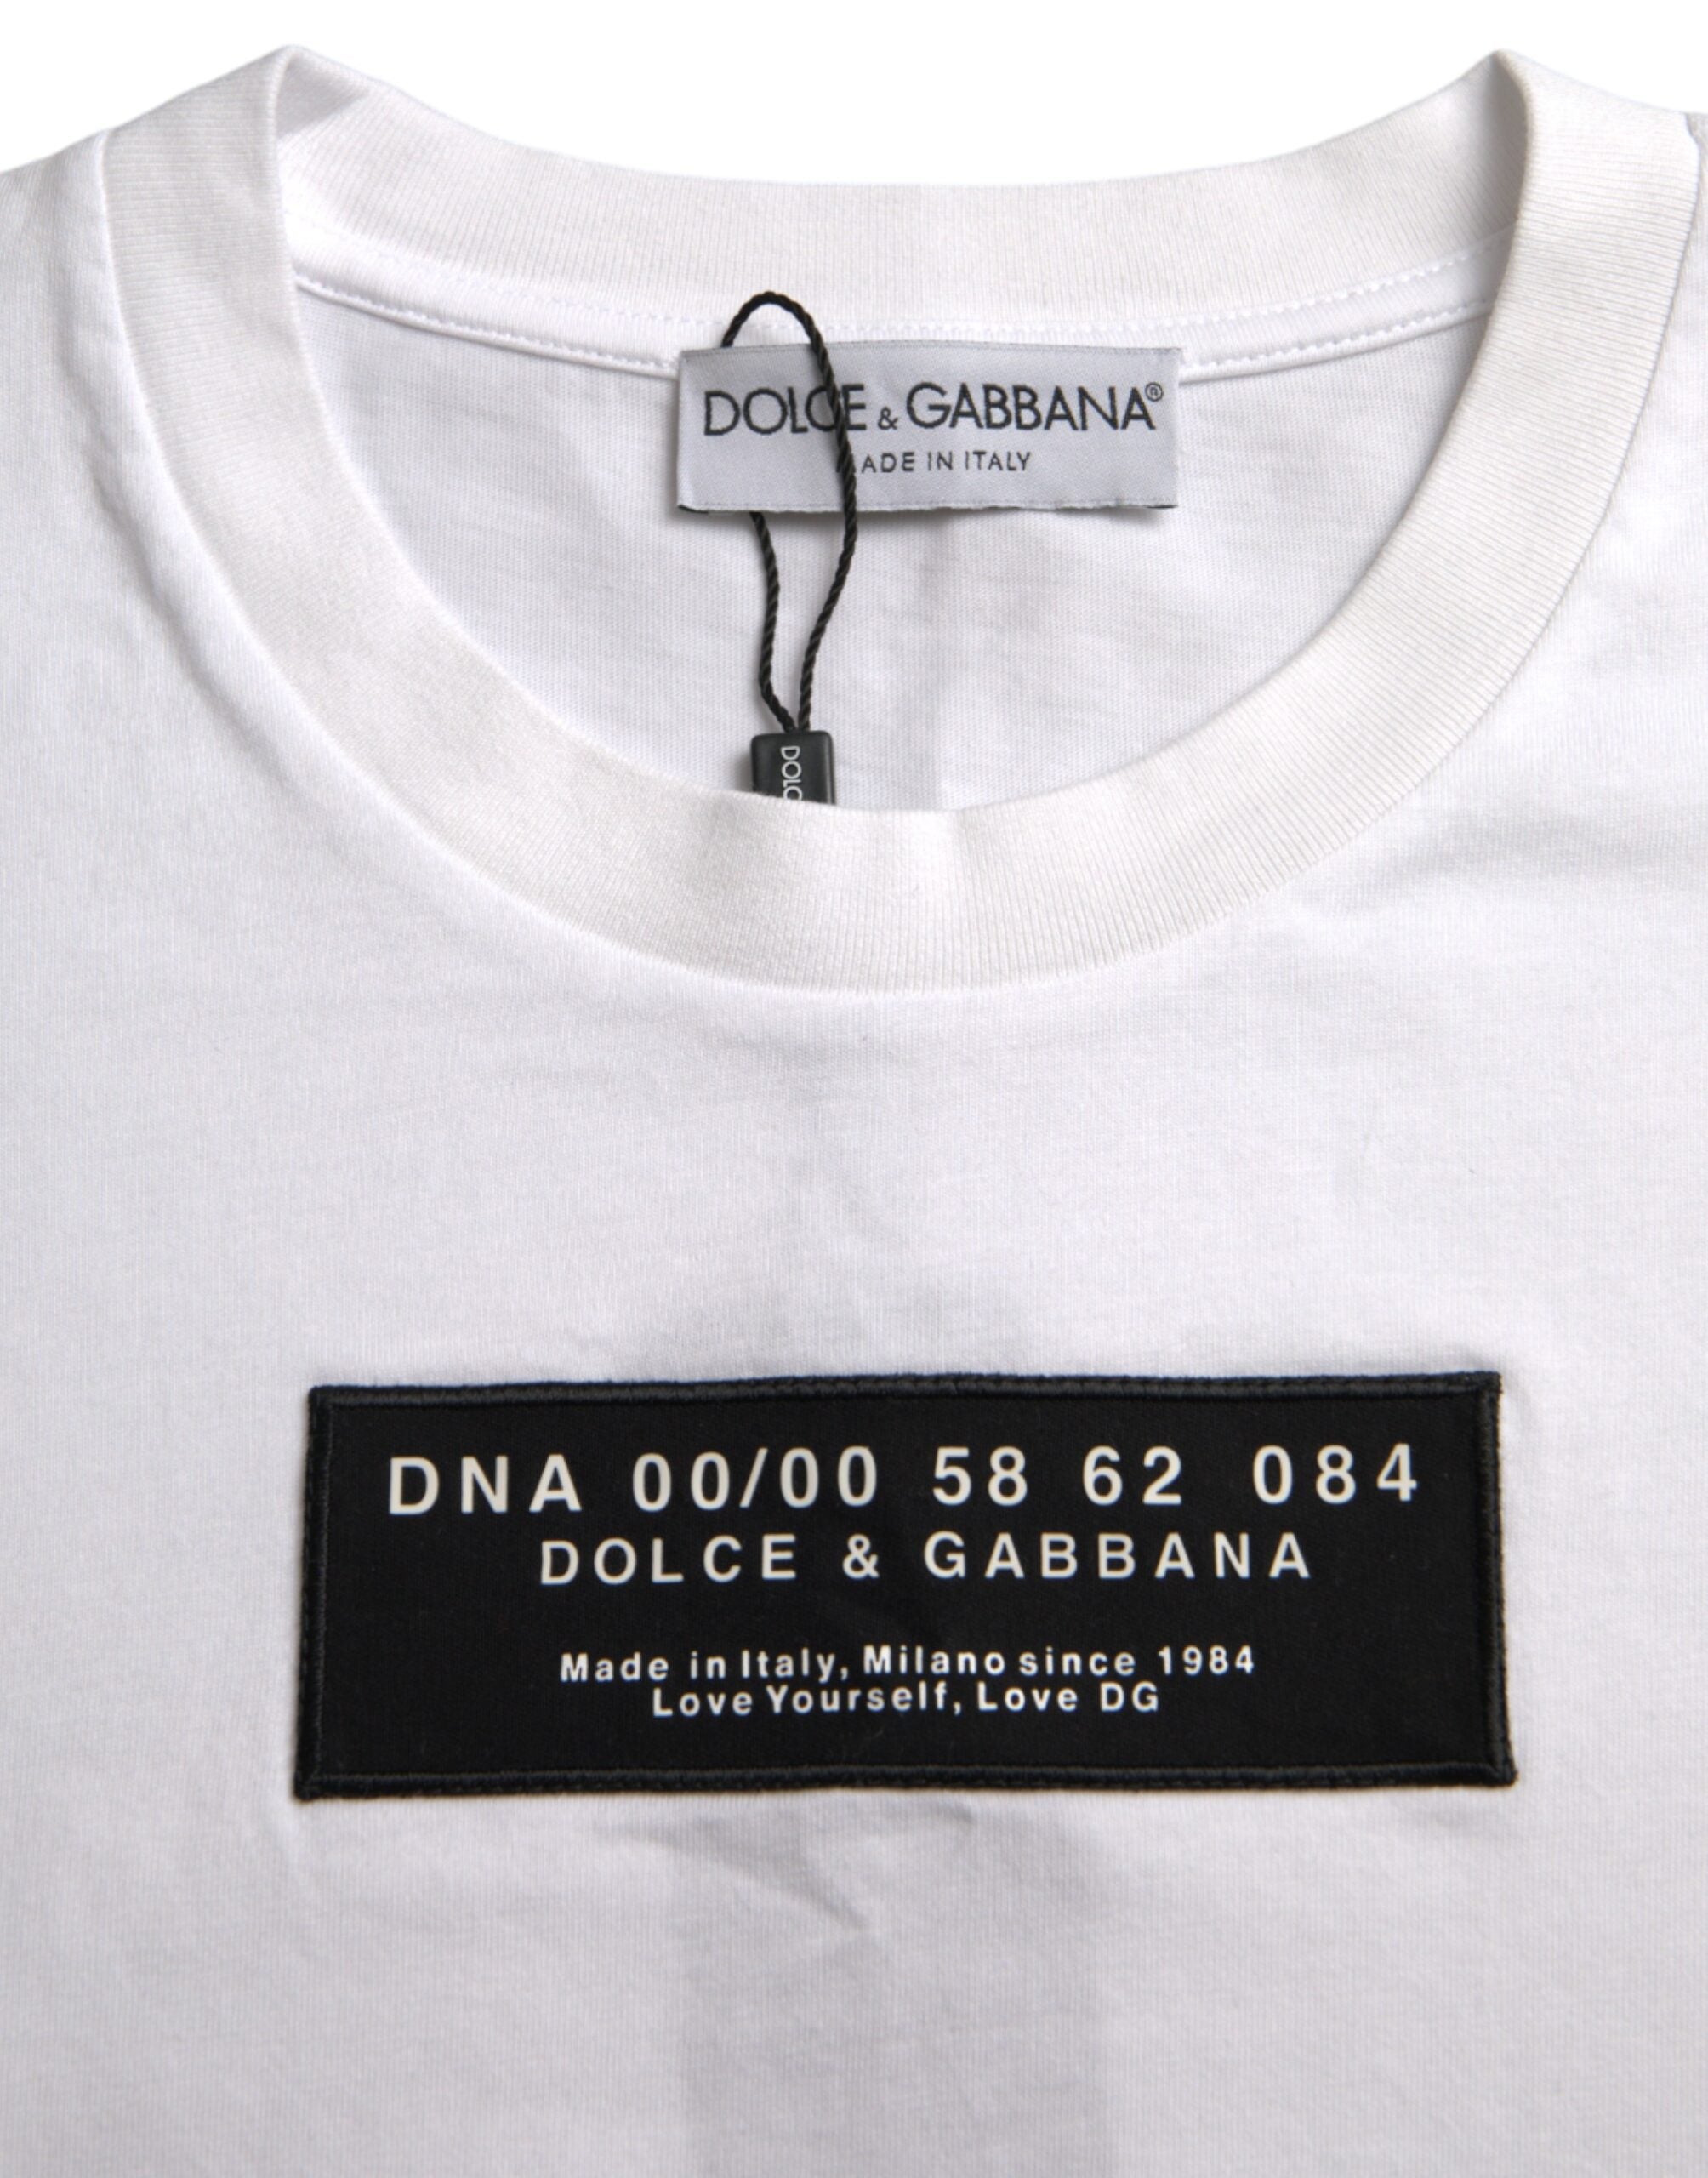 DOLCE & GABBANA®
MADE IN ITALY
DOLC
DNA 00/00 58 62 084
DOLCE & GABBANA
Made in Italy, Milano since 1984
Love Yourself, Love DG